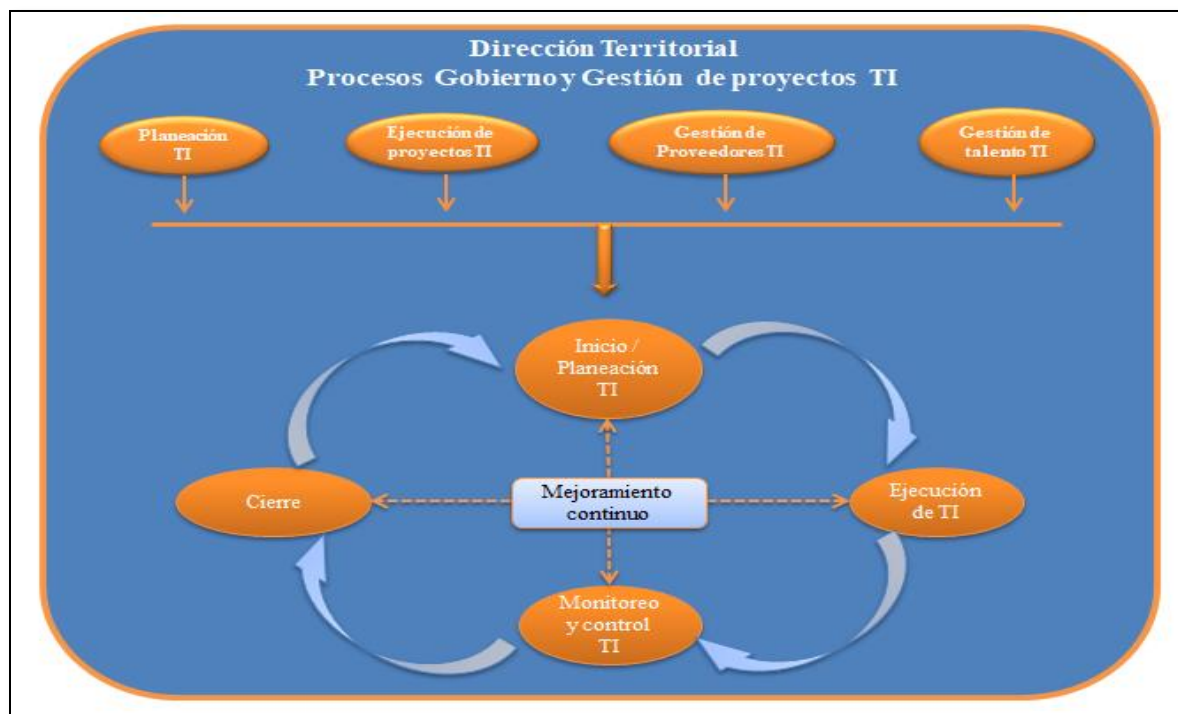 Dirección Territorial
Procesos Gobierno y Gestión de proyectos TI
Planeación
TI
Ejecución de
proyectos TI
Gestión de
Proveedores TI
Gestión de
talento TI
Inicio /
Planeación
TI
Cierre
Mejoramiento
continuo
Ejecución
de TI
Monitoreo
y control
TI